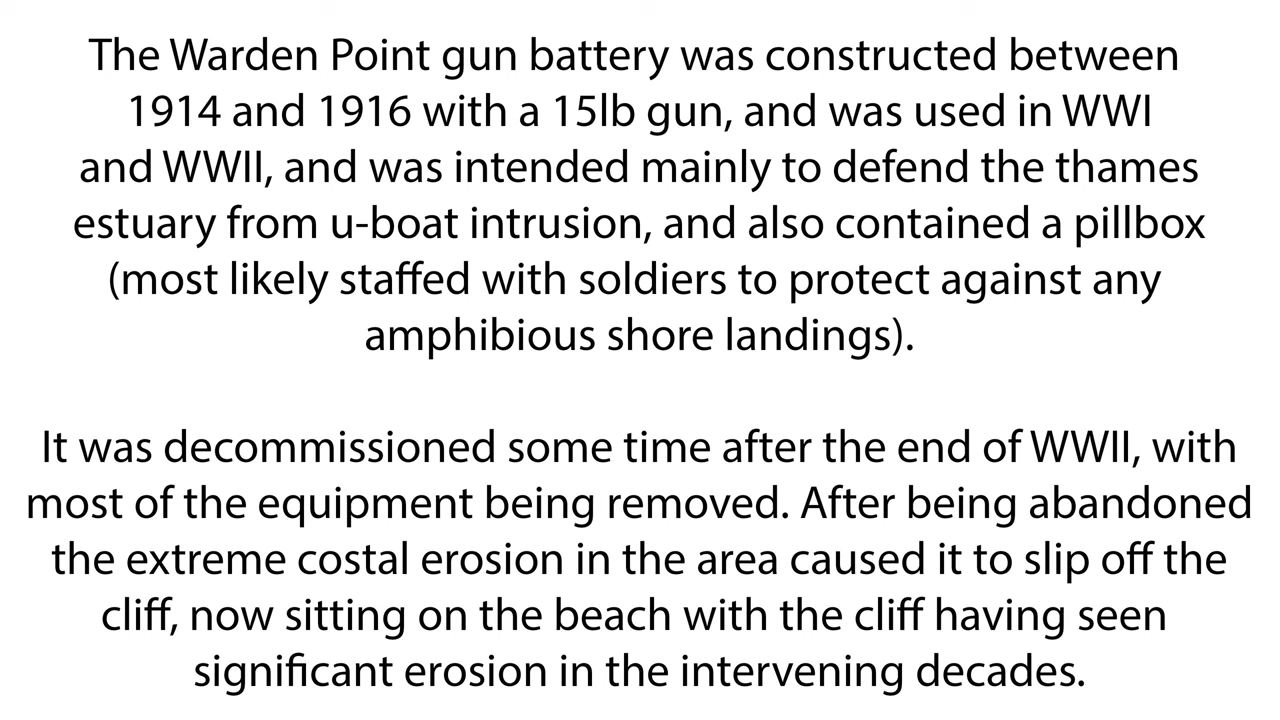 The Warden Point gun battery was constructed between
1914 and 1916 with a 15lb gun, and was used in WWI
and WWII, and was intended mainly to defend the thames
estuary from u-boat intrusion, and also contained a pillbox
(most likely staffed with soldiers to protect against any
amphibious shore landings).
It was decommissioned some time after the end of WWII, with
most of the equipment being removed. After being abandoned
the extreme costal erosion in the area caused it to slip off the
cliff, now sitting on the beach with the cliff having seen
significant erosion in the intervening decades.